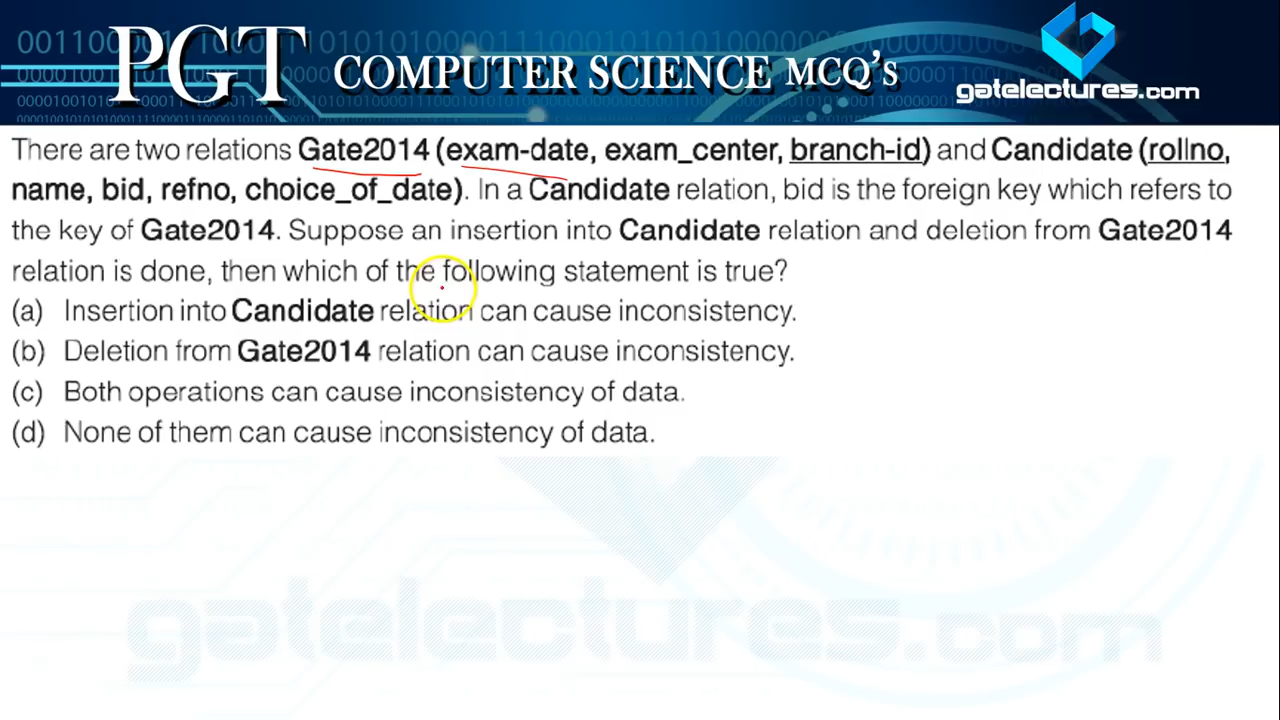 PGT COMPUTER SCIENCE MCQ'S
gatelectures.com
There are two relations Gate2014 (exam-date, exam_center, branch-id) and Candidate (rollno,
name, bid, refno, choice_of_date). In a Candidate relation, bid is the foreign key which refers to
the key of Gate2014. Suppose an insertion into Candidate relation and deletion from Gate2014
relation is done, then which of the following statement is true?
(a) Insertion into Candidate relation can cause inconsistency.
(b) Deletion from Gate2014 relation can cause inconsistency.
(c) Both operations can cause inconsistency of data.
(d) None of them can cause inconsistency of data.
gatelectures.com